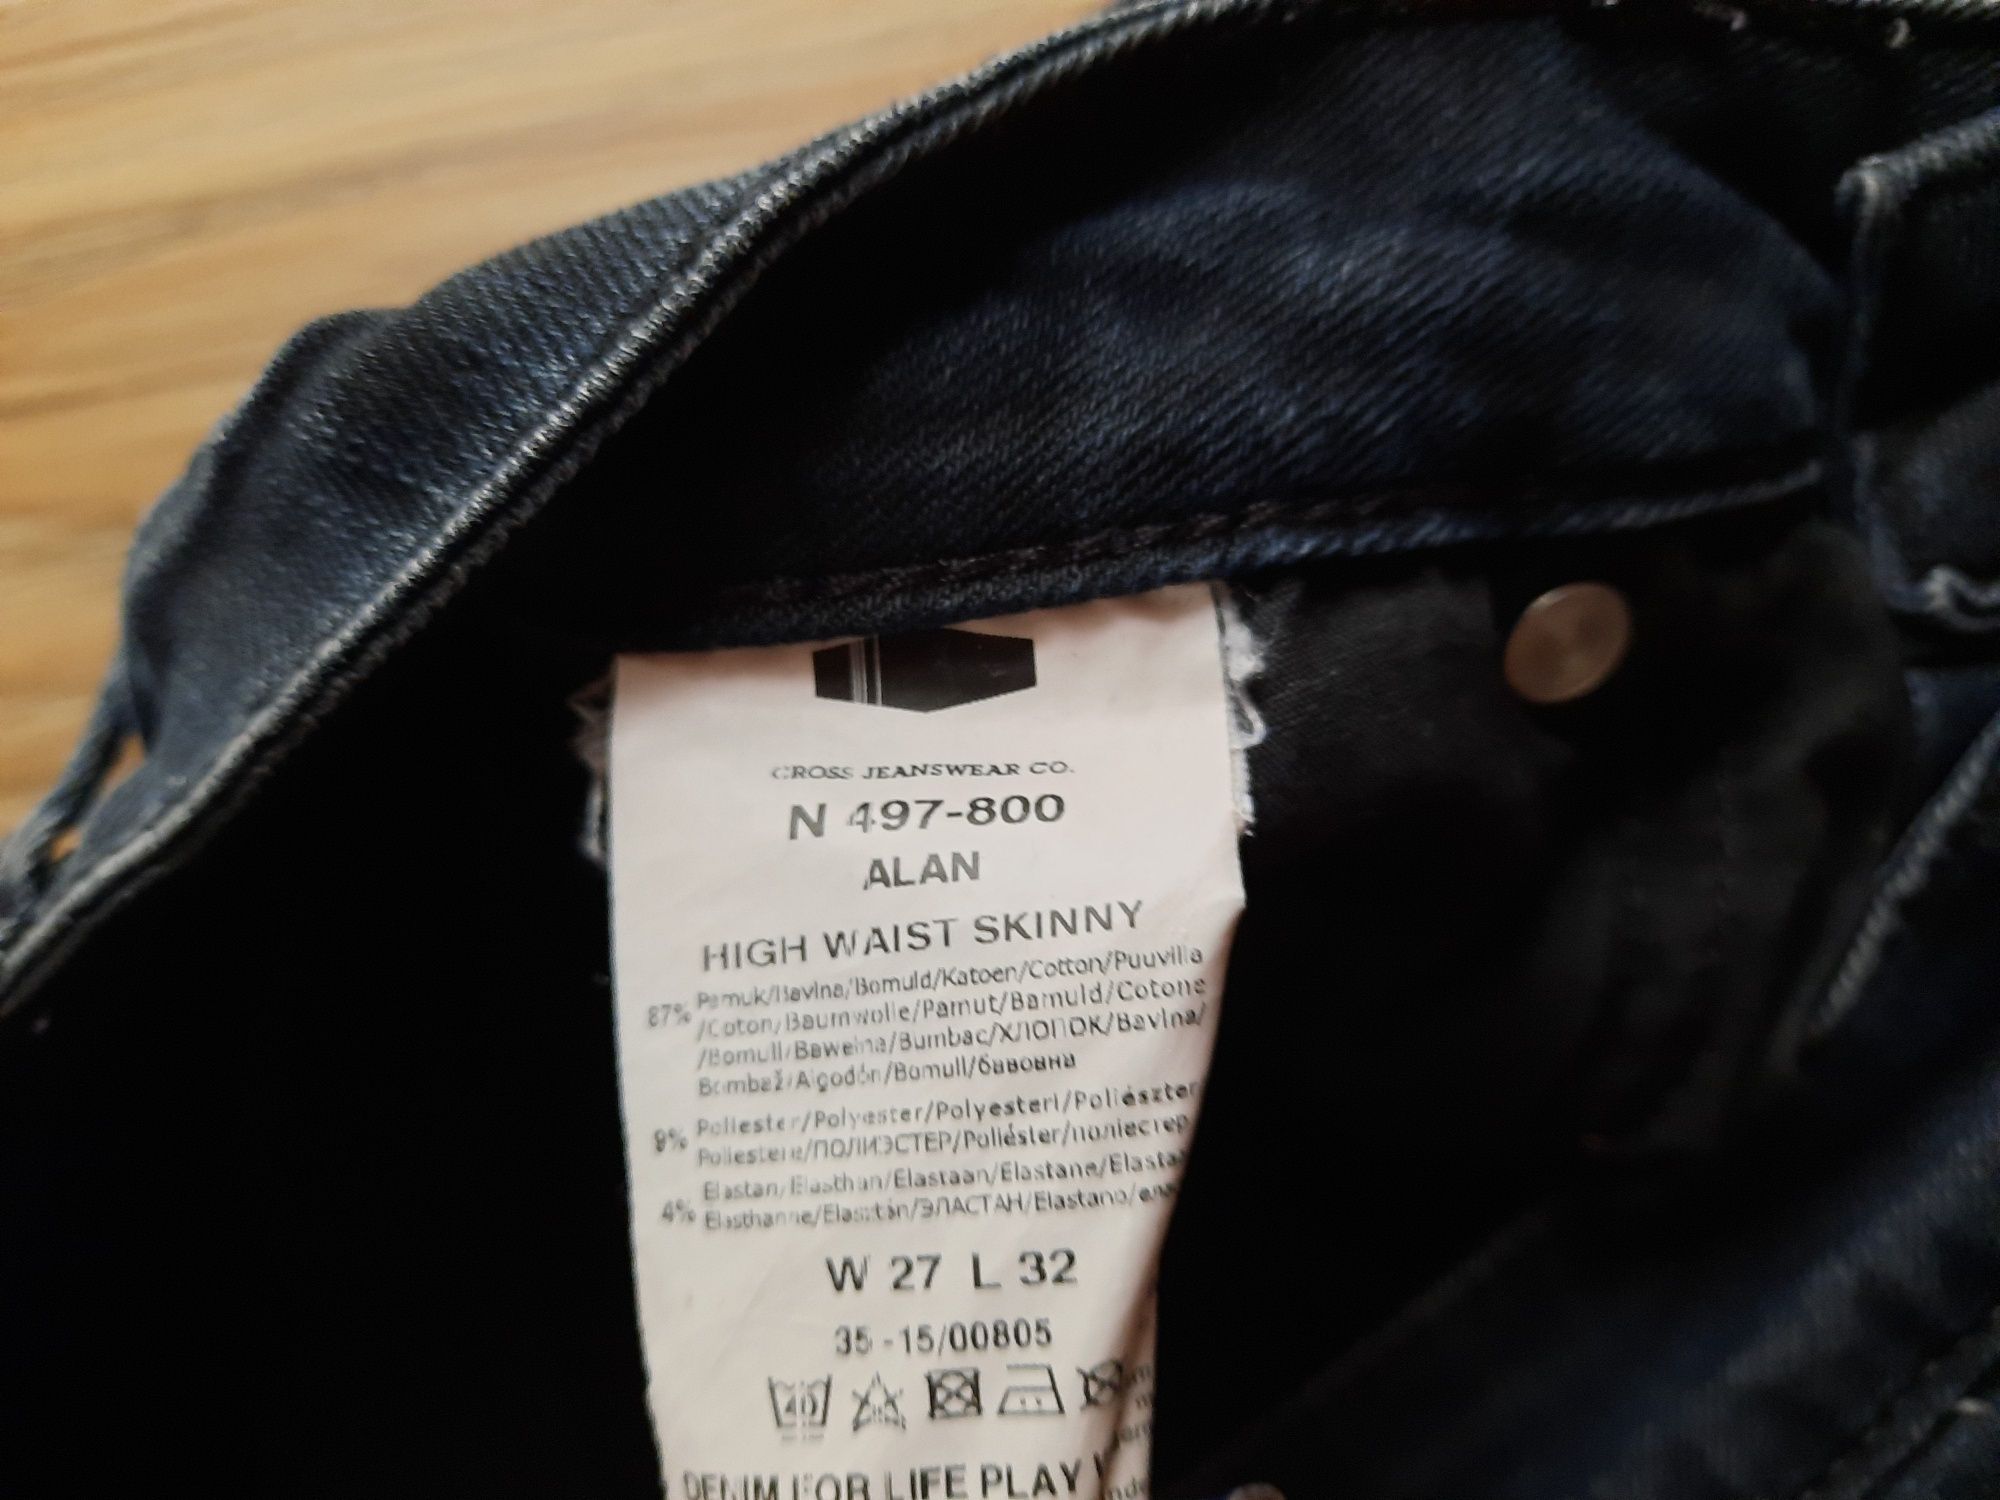 CROSS JEANSWEAR CO.
N 497-800
ALAN
HIGH WAIST SKINNY
87% Pamuk/Bavlna/Bomuld/Katoen/Cotton/Puuvilla
/Coton/Baumwolle/Pamut/Bamuld/Cotone
/Bomull/Bawełna/Bumbac/ХЛОПОК/Bavlna/
Bombaž/Algodón/Bomull/бавовна
9% Poliester/Polyester/Polyesteri/Poliészter
Poliestere/ПОЛИЭСТЕР/Poliéster/поліестер
4% Elastan/Elasthan/Elastaan/Elastane/
Elasthanne/Elasztán/ЭЛАСТАН/Elastano/
W 27 L 32
35-15/00805
40
DENIM FOR LIFE PLAY